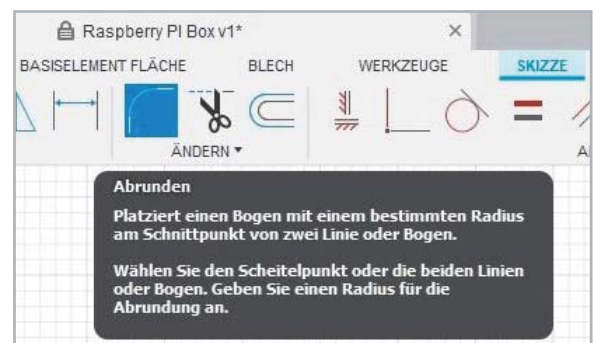 Raspberry PI Box v1*
BASISELEMENT FLÄCHE BLECH WERKZEUGE SKIZZE
ÄNDERN
Abrunden
Platziert einen Bogen mit einem bestimmten Radius
am Schnittpunkt von zwei Linie oder Bogen.
Wählen Sie den Scheitelpunkt oder die beiden Linien
oder Bogen. Geben Sie einen Radius für die
Abrundung an.